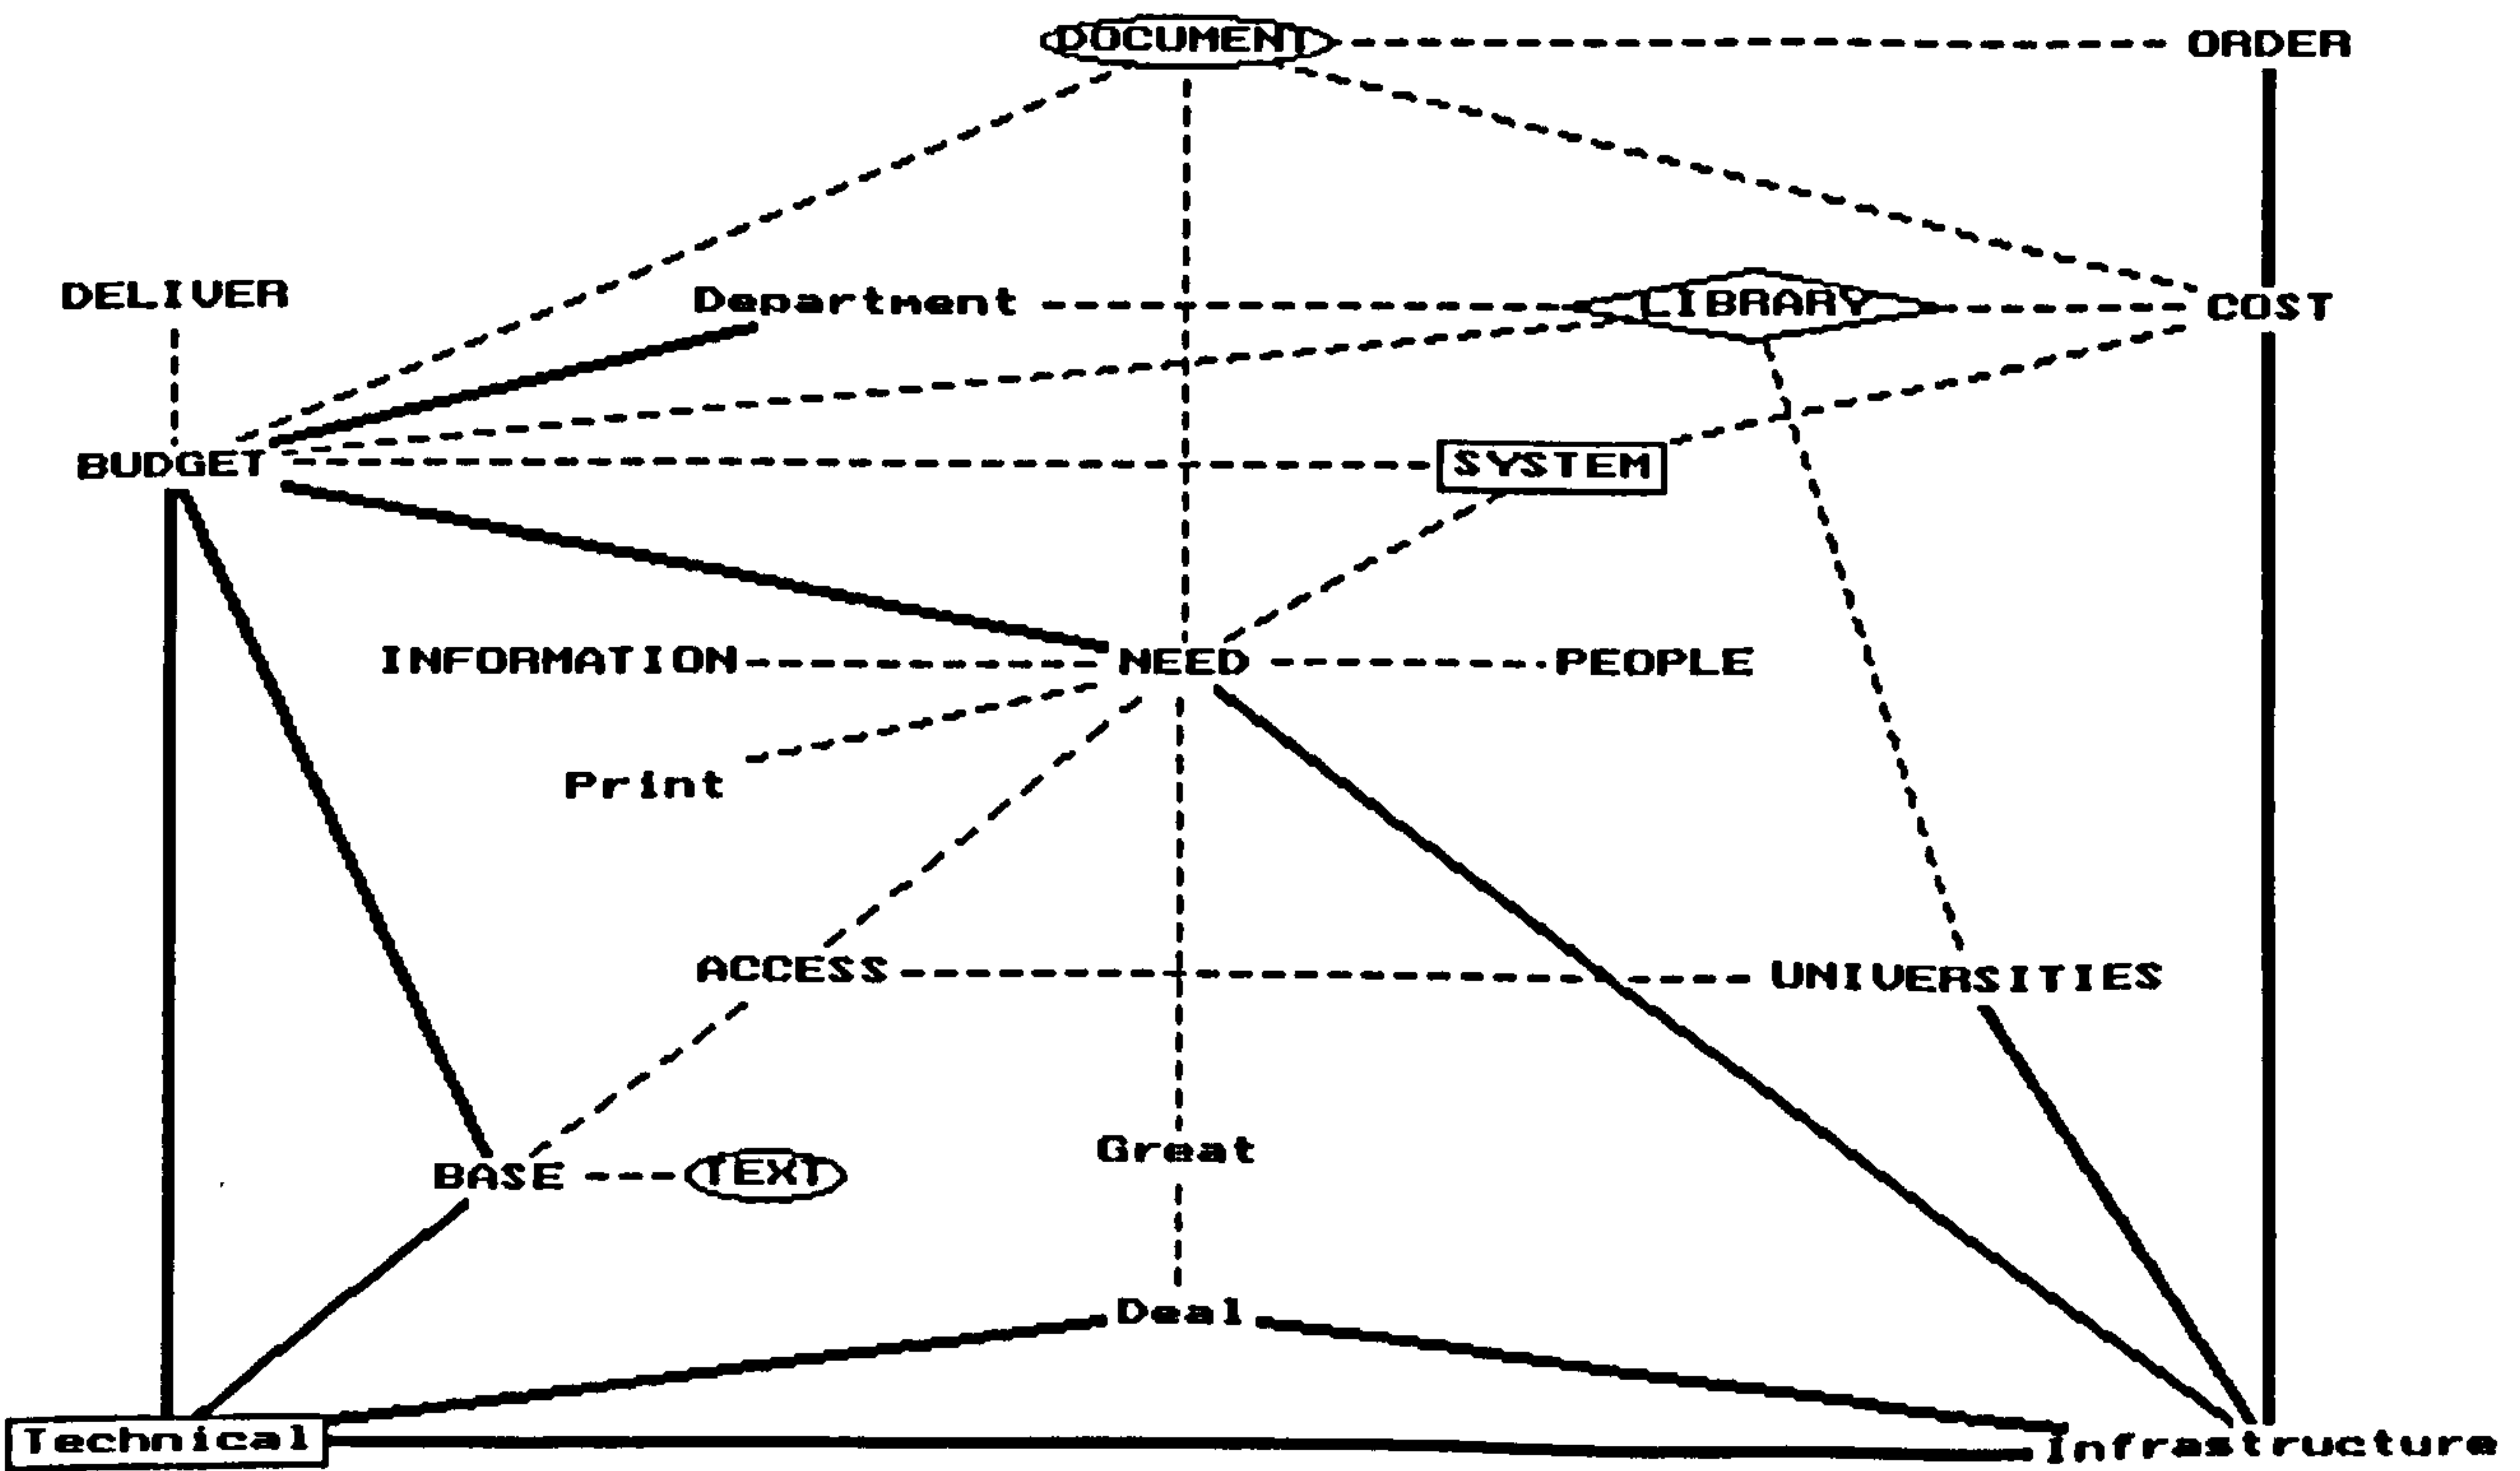 DOCUMENT
ORDER
DELIVER
Department
LIBRARY
COST
BUDGET
SYSTEM
INFORMATION
NEED
PEOPLE
Print
ACCESS
UNIVERSITIES
Great
BASE
TEXT
Deal
Technical
Infrastructure